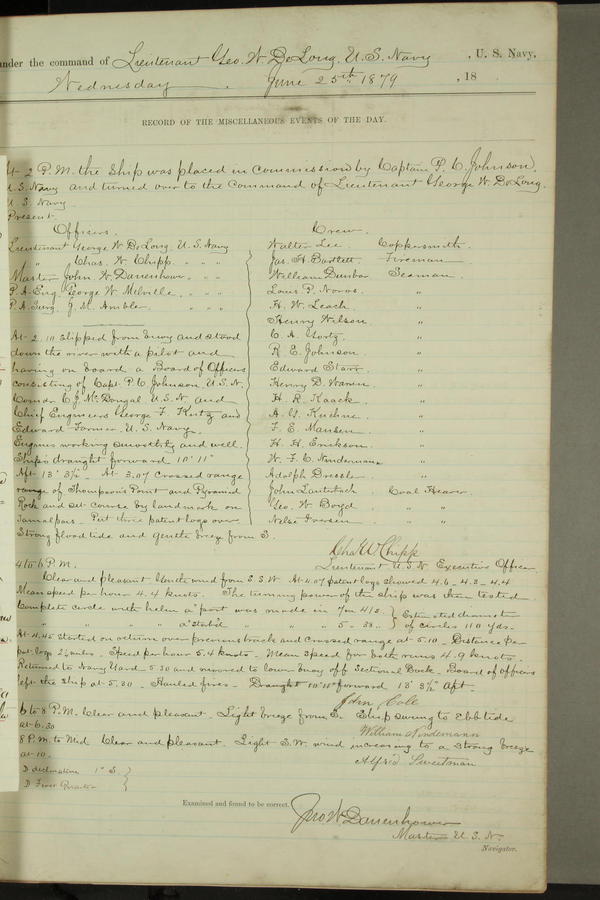 under the command of Lieutenant Geo. W. De Long, U.S. Navy, U. S. Navy,
Wednesday, June 25th 1879, 18
RECORD OF THE MISCELLANEOUS EVENTS OF THE DAY.
At 2 P.M. the Ship was placed in Commission by Captain P. C. Johnson,
U.S. Navy and turned over to the Command of Lieutenant George W. De Long,
U.S. Navy.
Present.
Officers.
Lieutenant George W De Long, U.S. Navy
" Chas. W. Chipp. " " "
Master John. W. Danenhower. " " "
P.A. Eng. George W Melville. " " "
P.A. Surg. J. M. Ambler. " " "
At 2.10 slipped from buoy and stood
down the river with a pilot and
having on board a Board of Officers
consisting of Capt. P. C Johnson U.S.N.
Comdr C. J. McDougal U.S.N. and
Chief Engineers George F. Kutz and
Edward Farmer. U.S. Navy.
Engines working smoothly and well.
Ship's draught forward 10' 11"
Aft 13' 3½" - At 3.07 crossed range
range of Thompson's Point and Pyramid
Rock and set course by landmark on
Tamalpais. Put three patent logs over
Strong flood tide and gentle breeze from S.
Crew.
Walter Lee. Coppersmith.
Jas. H. Bartlett. Fireman
William Dunbar Seaman.
Louis P. Noros. "
H. W. Leach. "
Henry Wilson. "
C. A. Gortz. "
R E. Johnson. "
Edward Starr. "
Henry D. Warren. "
H. R. Kaack. "
A. G. Kuehne. "
F. E. Mansen. "
H. H. Erickson. "
W. F. C. Nindermann "
Adolph Dressler. "
John Lauterbach. Coal Heaver.
Geo. W. Boyd. " "
Nelse Iversen. " "
Chas W Chipp
Lieutenant U.S.N Executive Officer
4 to 6 P.M.
Clear and pleasant. Gentle wind from S S W. At 4.07 patent logs showed 4.6 - 4.3 - 4.4
Mean speed per hour 4.4 knots. The turning power of the ship was then tested
Complete circle with helm a' port was made in 7m 41s. } Estimated diameter
" " " " a' starb'd " " " 5 - 38. } of circles 110 yds.
At 4.45 started on return over previous track and crossed range at 5.10 - Distance per
pat. logs 2¼ miles. Speed per hour 5.4 knots - Mean Speed for both runs 4.9 knots.
Returned to Navy Yard 5.30 and moored to lower buoy off Sectional Dock. Board of Officers
left the Ship at 5.30 - Hauled fires - Draught 10' 11" forward 13' 3½" Aft.
John Cole
6 to 8 P.M. Clear and pleasant. Light breeze from S. Ship swung to Ebb tide
at 6.30
William Nindemann
8 P.M. to Mid Clear and pleasant. Light S.W. wind increasing to a strong breeze
at 10.
Alfred Sweetman
D declination 1° S. }
D First Quarter }
Examined and found to be correct.
Jno W Danenhower
Master U.S.N.
Navigator.